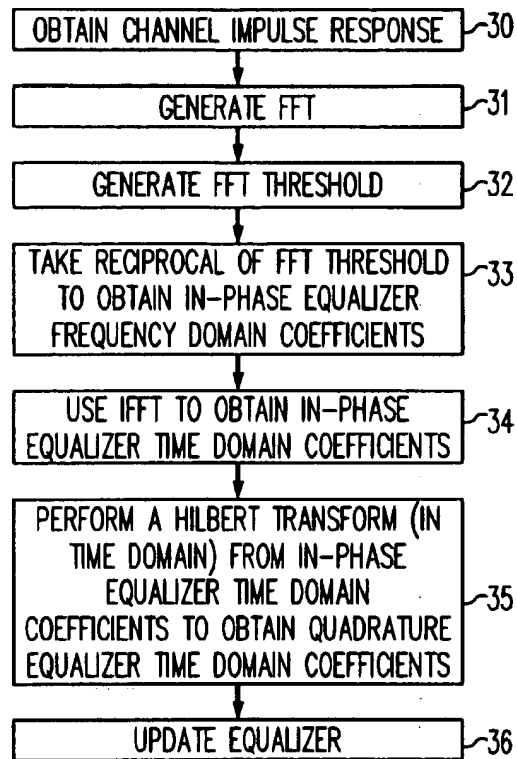 OBTAIN CHANNEL IMPULSE RESPONSE
30
GENERATE FFT
31
GENERATE FFT THRESHOLD
32
TAKE RECIPROCAL OF FFT THRESHOLD
TO OBTAIN IN-PHASE EQUALIZER
FREQUENCY DOMAIN COEFFICIENTS
33
USE IFFT TO OBTAIN IN-PHASE
EQUALIZER TIME DOMAIN COEFFICIENTS
34
PERFORM A HILBERT TRANSFORM (IN
TIME DOMAIN) FROM IN-PHASE
EQUALIZER TIME DOMAIN
COEFFICIENTS TO OBTAIN QUADRATURE
EQUALIZER TIME DOMAIN COEFFICIENTS
35
UPDATE EQUALIZER
36